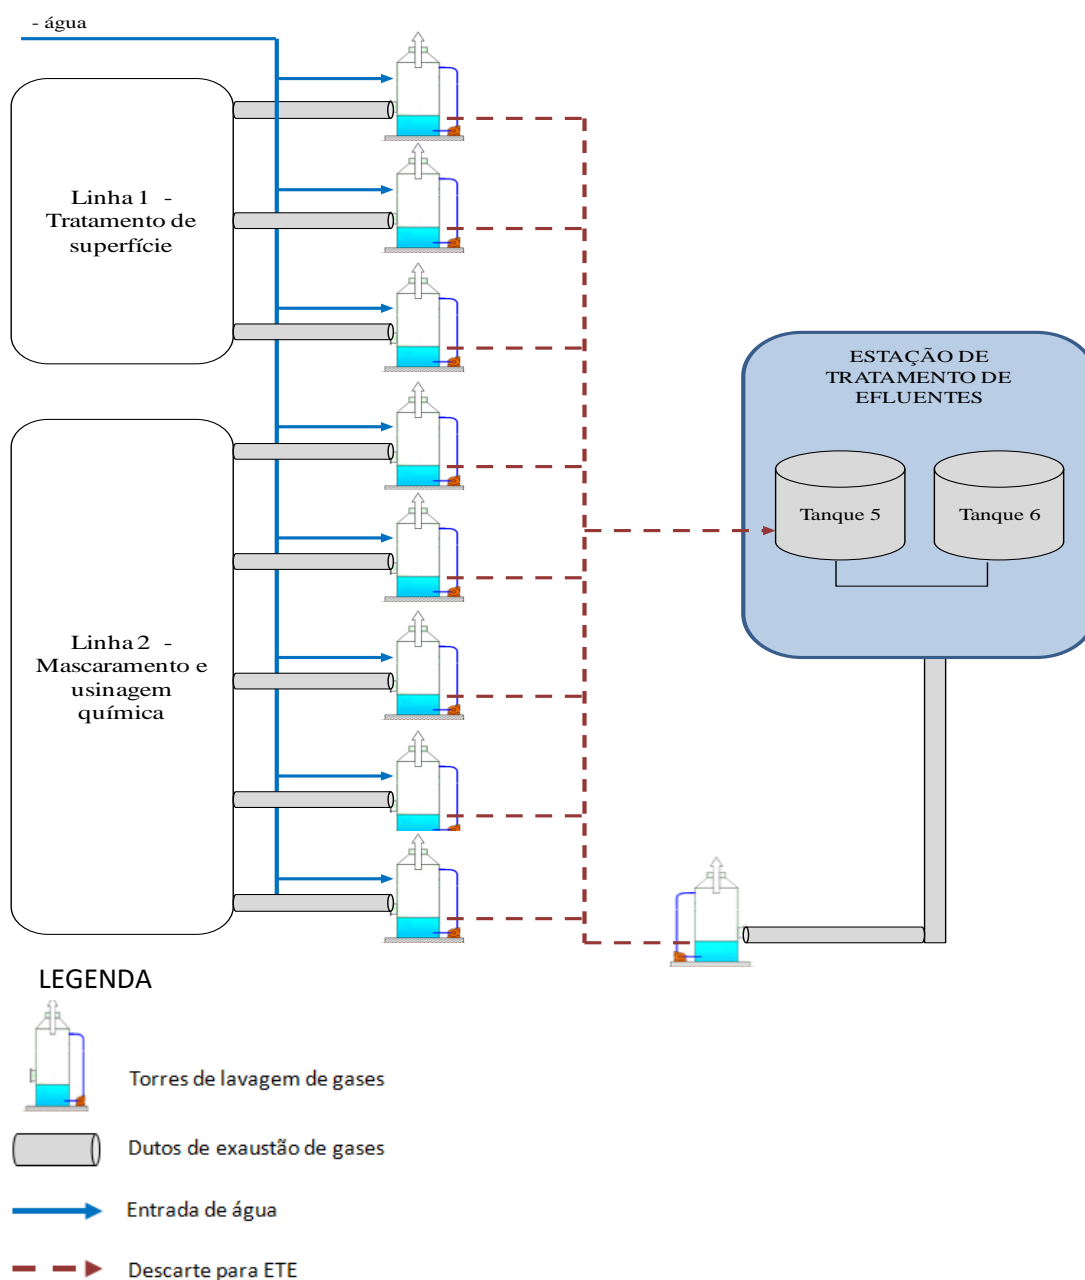 - água
Linha 1 -
Tratamento de
superfície
ESTAÇÃO DE
TRATAMENTO DE
EFLUENTES
Tanque 5
Tanque 6
Linha 2 -
Mascaramento e
usinagem
química
LEGENDA
Torres de lavagem de gases
Dutos de exaustão de gases
Entrada de água
Descarte para ETE